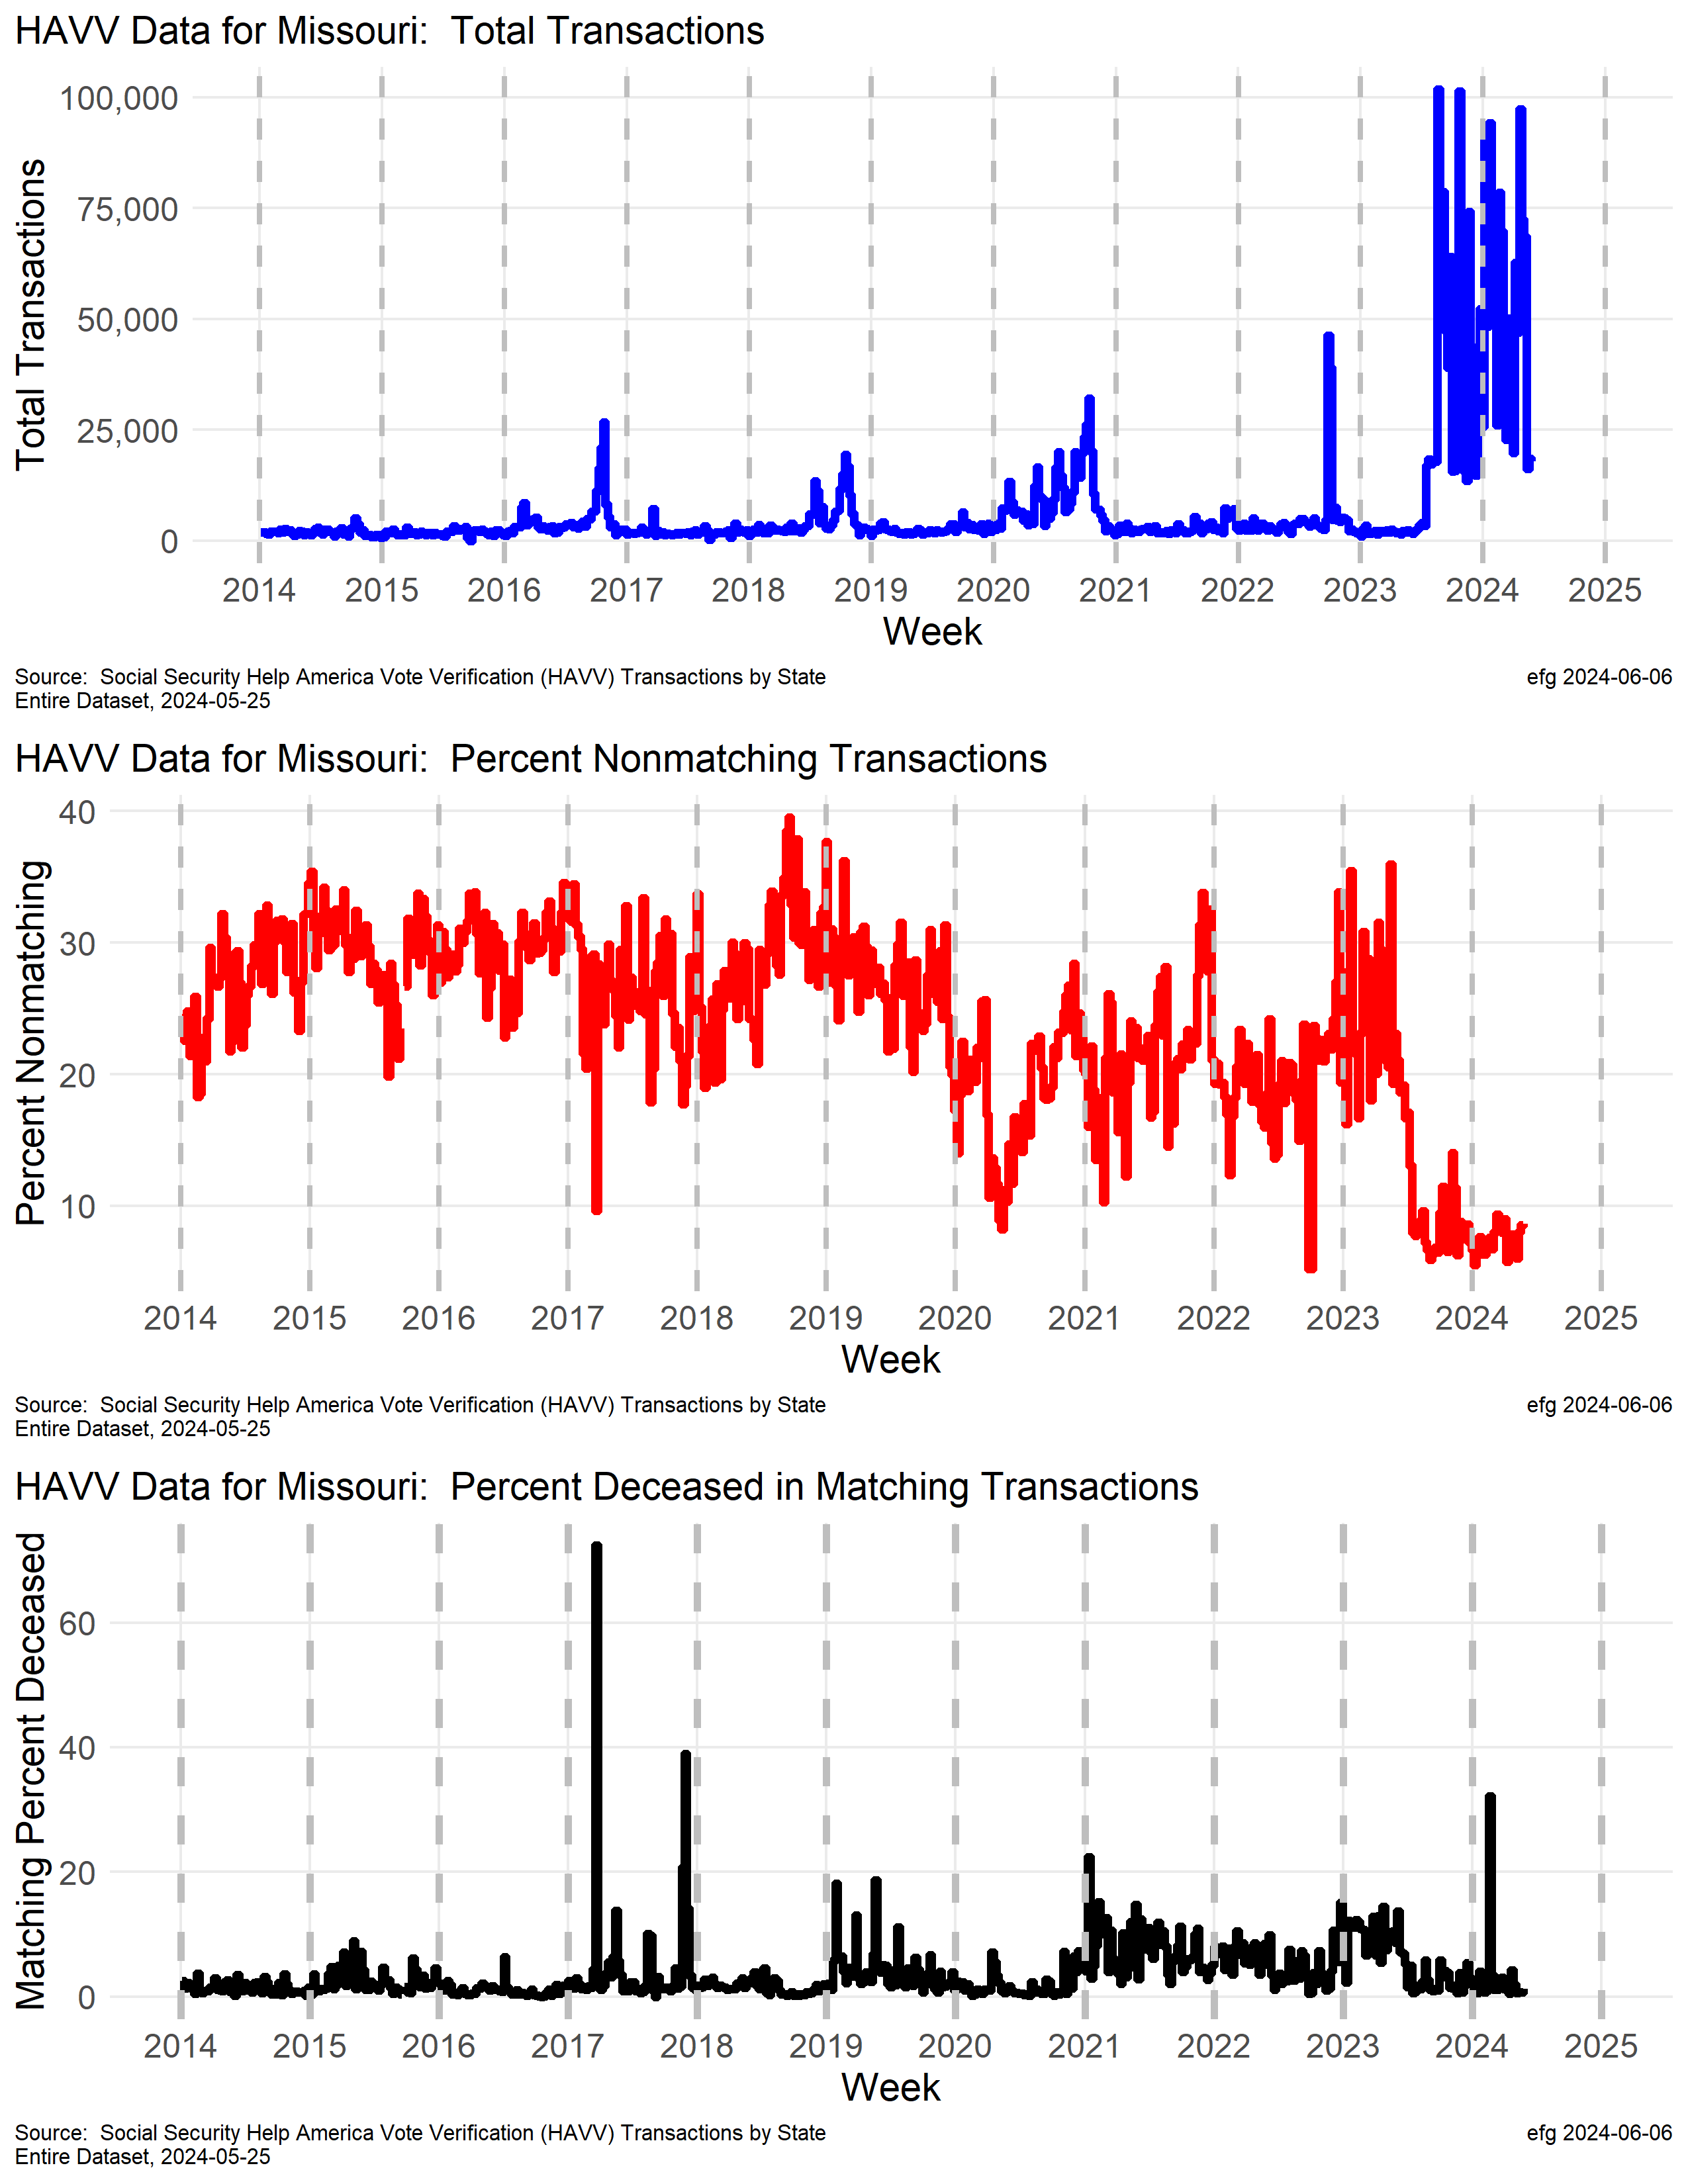 HAVV Data for Missouri:  Total Transactions
Total Transactions
100,000
75,000
50,000
25,000
0
2014 2015 2016 2017 2018 2019 2020 2021 2022 2023 2024 2025
Week
Source:  Social Security Help America Vote Verification (HAVV) Transactions by State
Entire Dataset, 2024-05-25
efg 2024-06-06
HAVV Data for Missouri:  Percent Nonmatching Transactions
Percent Nonmatching
40
30
20
10
2014 2015 2016 2017 2018 2019 2020 2021 2022 2023 2024 2025
Week
Source:  Social Security Help America Vote Verification (HAVV) Transactions by State
Entire Dataset, 2024-05-25
efg 2024-06-06
HAVV Data for Missouri:  Percent Deceased in Matching Transactions
Matching Percent Deceased
60
40
20
0
2014 2015 2016 2017 2018 2019 2020 2021 2022 2023 2024 2025
Week
Source:  Social Security Help America Vote Verification (HAVV) Transactions by State
Entire Dataset, 2024-05-25
efg 2024-06-06